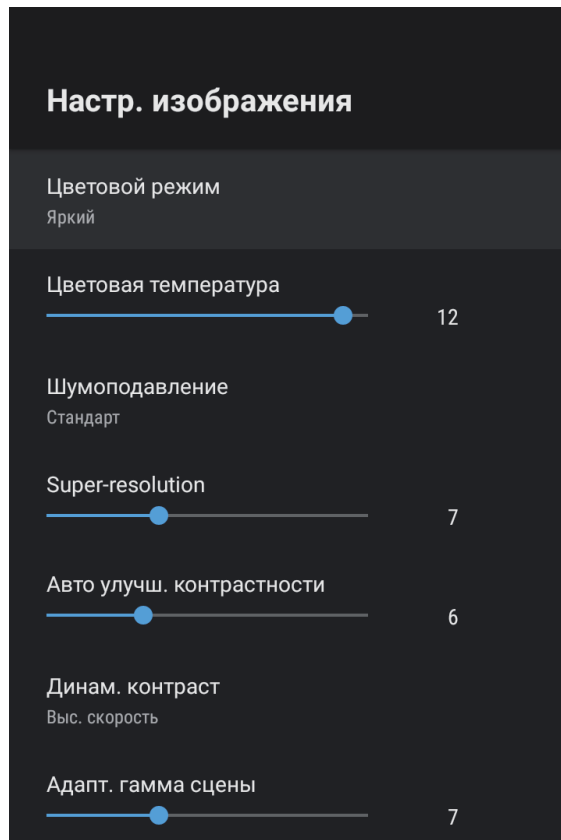 Настр. изображения
Цветовой режим
Яркий
Цветовая температура
12
Шумоподавление
Стандарт
Super-resolution
7
Авто улучш. контрастности
6
Динам. контраст
Выс. скорость
Адапт. гамма сцены
7